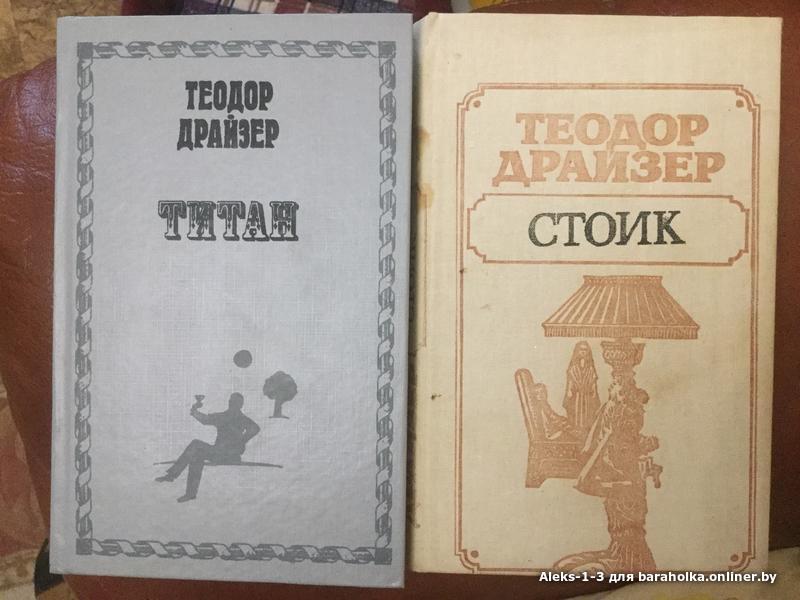 ТЕОДОР
ДРАЙЗЕР
ТИТАН
ТЕОДОР
ДРАЙЗЕР
СТОИК
Aleks-1-3 для baraholka.onliner.by